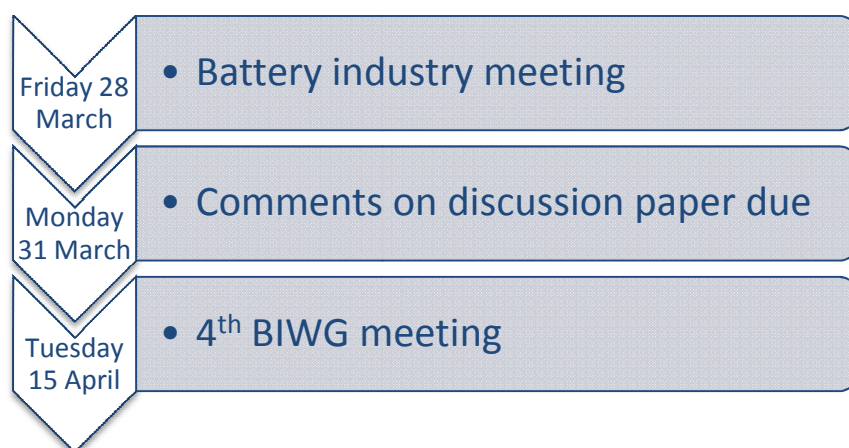 Friday 28
March
• Battery industry meeting
Monday
31 March
• Comments on discussion paper due
Tuesday
15 April
• 4th BIWG meeting